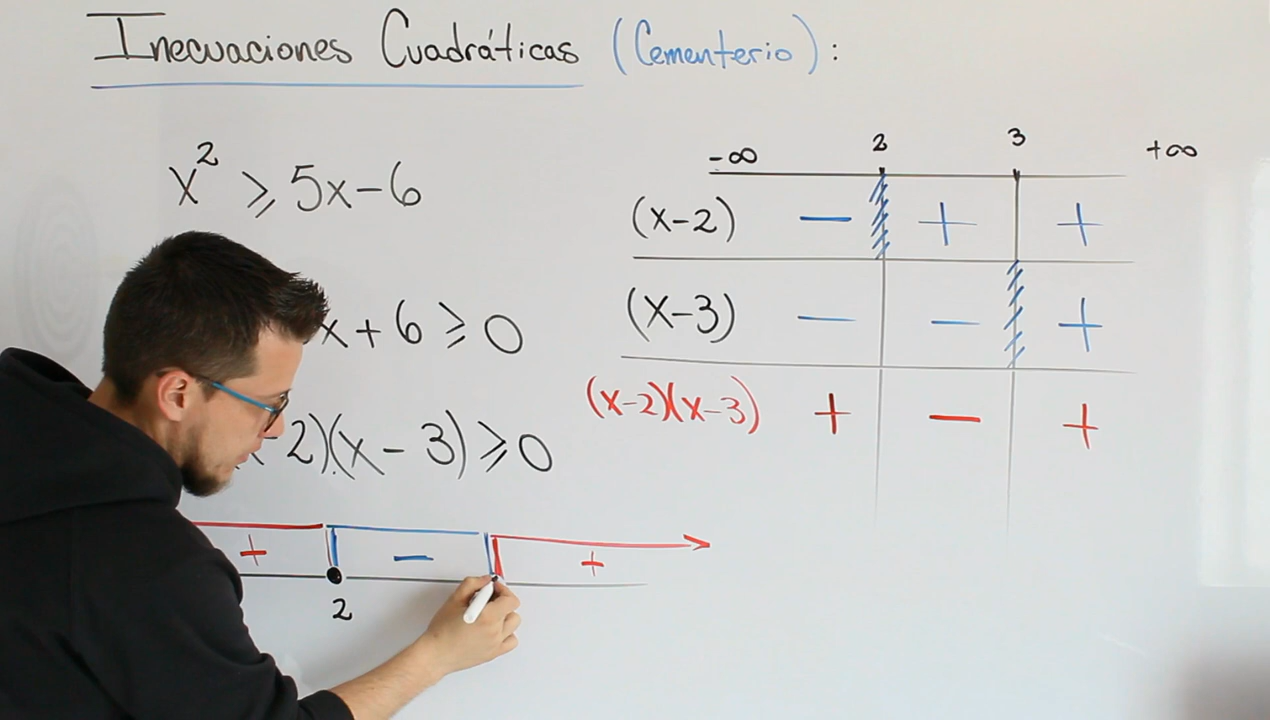 Inecuaciones Cuadráticas (Cementerio):
x² ≥ 5x-6
x + 6 ≥ 0
2)(x - 3) ≥ 0
+ - +
2
-∞ 2 3 +∞
(x-2) - + +
(x-3) - - +
(x-2)(x-3) + - +